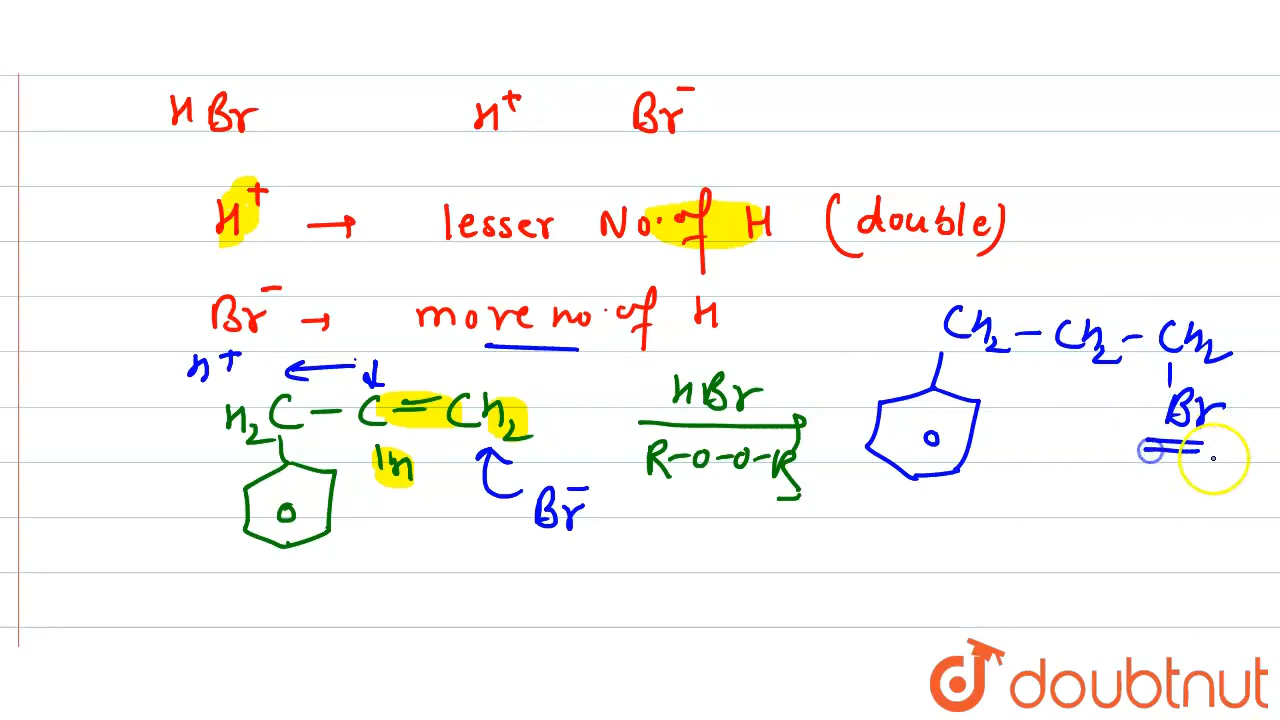 HBr H⁺ Br⁻
H⁺ → lesser No. of H (double)
Br⁻ → more no. of H
H⁺
H₂C - C = CH₂
1H
Br⁻
HBr
R-O-O-R
CH₂ - CH₂ - CH₂
Br
doubtnut